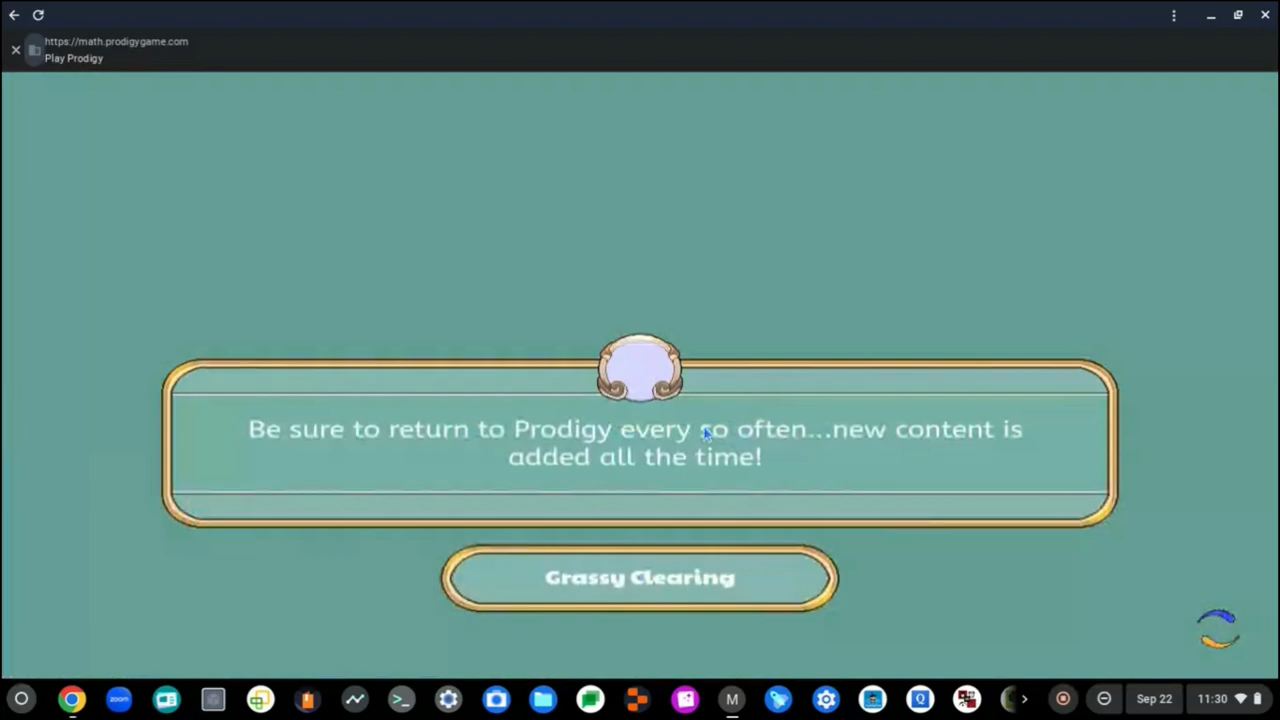 https://math.prodigygame.com
Play Prodigy
Be sure to return to Prodigy every so often...new content is
added all the time!
Grassy Clearing
zoom
M
Q
Sep 22
11:30